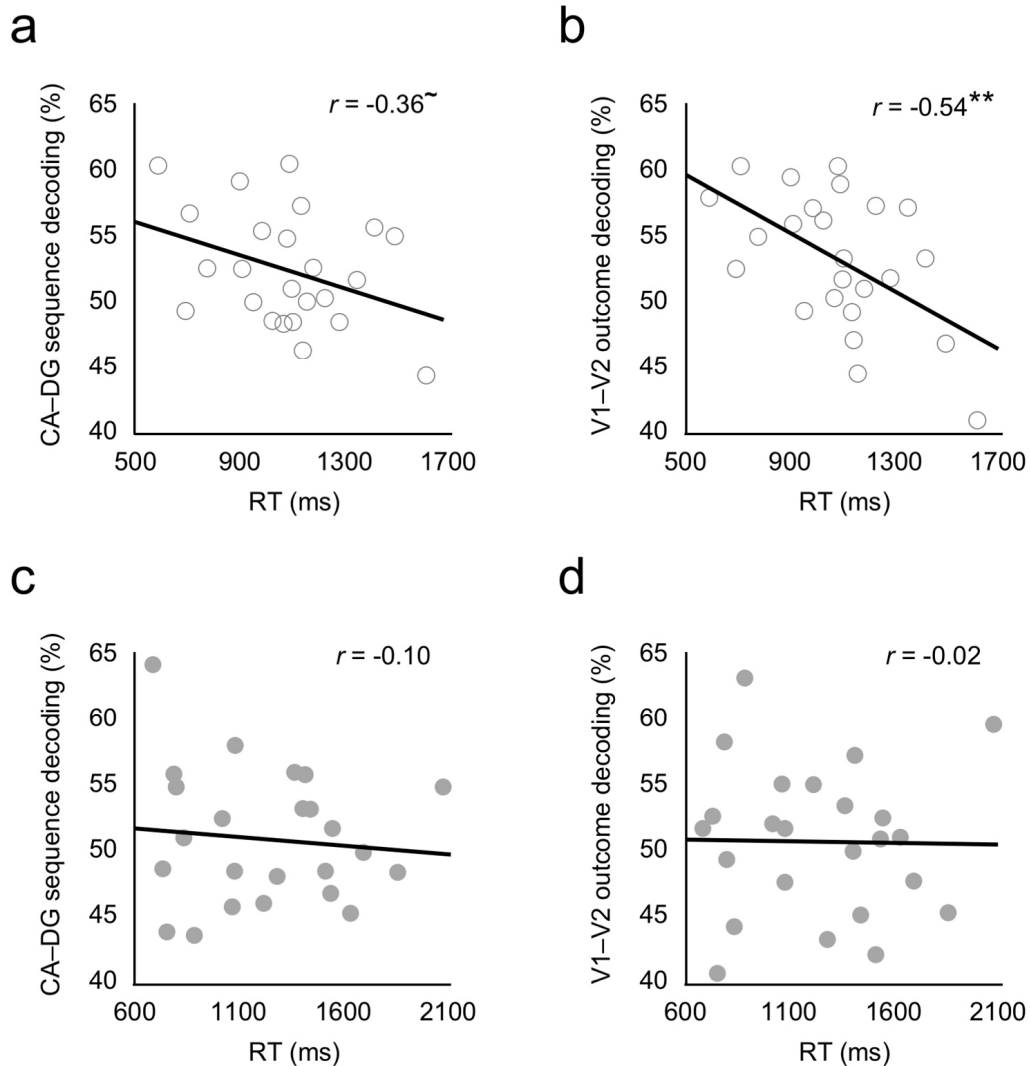 a
CA–DG sequence decoding (%)
r = -0.36~
65
60
55
50
45
40
500 900 1300 1700
RT (ms)
b
V1–V2 outcome decoding (%)
r = -0.54**
65
60
55
50
45
40
500 900 1300 1700
RT (ms)
c
CA–DG sequence decoding (%)
r = -0.10
65
60
55
50
45
40
600 1100 1600 2100
RT (ms)
d
V1–V2 outcome decoding (%)
r = -0.02
65
60
55
50
45
40
600 1100 1600 2100
RT (ms)